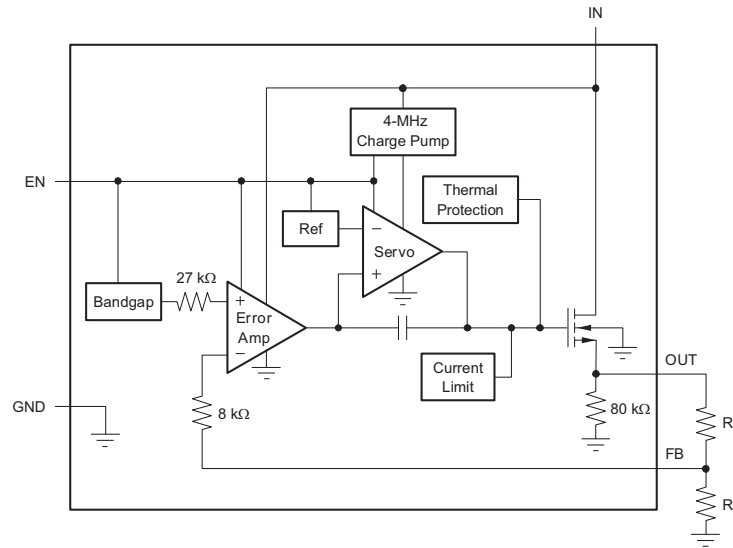 IN
4-MHz
Charge Pump
EN
Thermal
Protection
Ref
−
Servo
+
27 kΩ
Bandgap
+
Error
Amp
−
Current
Limit
OUT
GND
8 kΩ
80 kΩ
R
FB
R